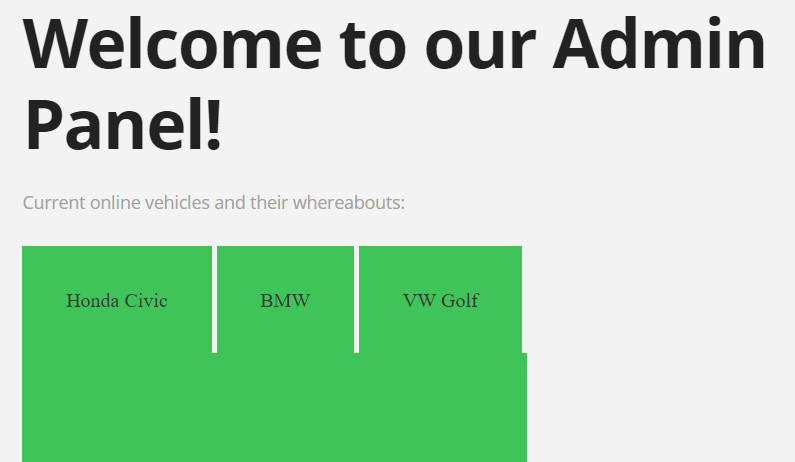 Welcome to our Admin
Panel!
Current online vehicles and their whereabouts:
Honda Civic BMW VW Golf